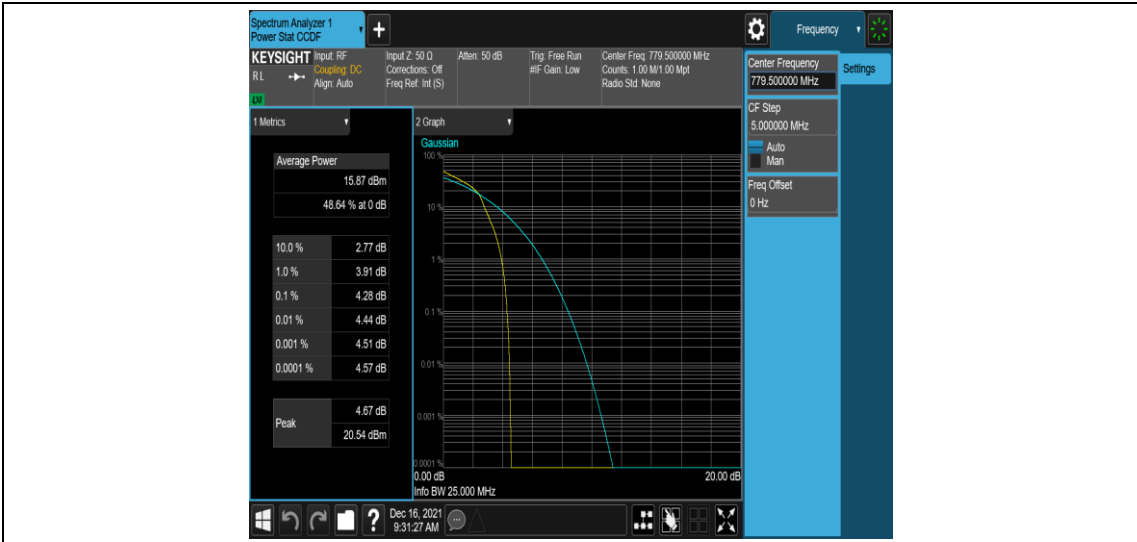 Spectrum Analyzer 1
Power Stat CCDF
+
Frequency
KEYSIGHT
RL
LXI
Input: RF
Coupling: DC
Align: Auto
Input Z: 50 Ω
Corrections: Off
Freq Ref: Int (S)
Atten: 50 dB
Trig: Free Run
#IF Gain: Low
Center Freq: 779.500000 MHz
Counts: 1.00 M/1.00 Mpt
Radio Std: None
Center Frequency
779.500000 MHz
Settings
CF Step
5.000000 MHz
Auto
Man
Freq Offset
0 Hz
1 Metrics
Average Power
15.87 dBm
48.64 % at 0 dB
10.0 % 2.77 dB
1.0 % 3.91 dB
0.1 % 4.28 dB
0.01 % 4.44 dB
0.001 % 4.51 dB
0.0001 % 4.57 dB
Peak
4.67 dB
20.54 dBm
2 Graph
Gaussian
100 %
10 %
1 %
0.1 %
0.01 %
0.001 %
0.0001 %
0.00 dB 20.00 dB
Info BW 25.000 MHz
?
Dec 16, 2021
9:31:27 AM